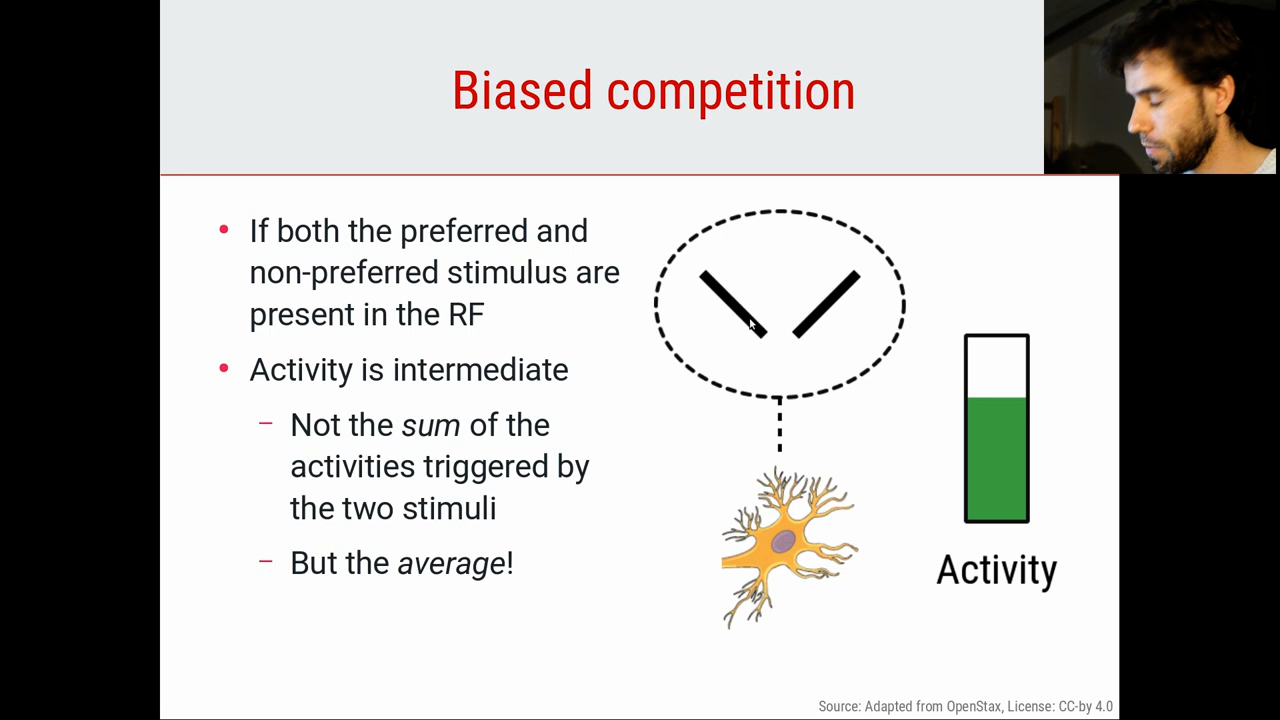 Biased competition
• If both the preferred and
non-preferred stimulus are
present in the RF
• Activity is intermediate
– Not the sum of the
activities triggered by
the two stimuli
– But the average!
Activity
Source: Adapted from OpenStax, License: CC-by 4.0